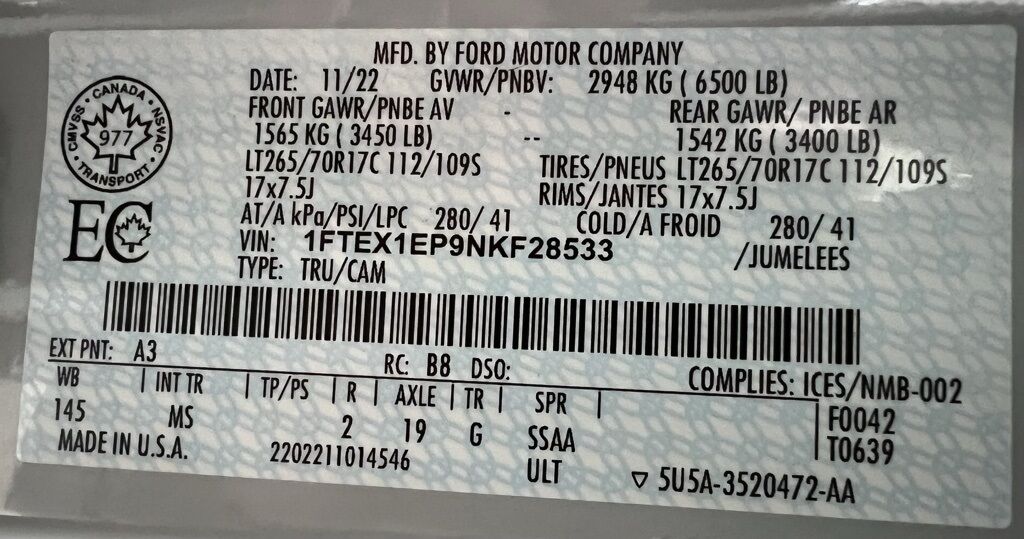 MFD. BY FORD MOTOR COMPANY
DATE: 11/22 GVWR/PNBV: 2948 KG ( 6500 LB)
FRONT GAWR/PNBE AV - REAR GAWR/ PNBE AR
1565 KG ( 3450 LB) -- 1542 KG ( 3400 LB)
LT265/70R17C 112/109S TIRES/PNEUS LT265/70R17C 112/109S
17x7.5J RIMS/JANTES 17x7.5J
AT/A kPa/PSI/LPC 280/ 41 COLD/A FROID 280/ 41
VIN: 1FTEX1EP9NKF28533 /JUMELEES
TYPE: TRU/CAM
CMVSS · CANADA · NSVAC · TRANSPORT ·
977
EC
EXT PNT: A3 RC: B8 DSO: COMPLIES: ICES/NMB-002
WB | INT TR | TP/PS | R | AXLE | TR | SPR | F0042
145 MS 2 19 G SSAA T0639
MADE IN U.S.A. 2202211014546 ULT ▽ 5U5A-3520472-AA